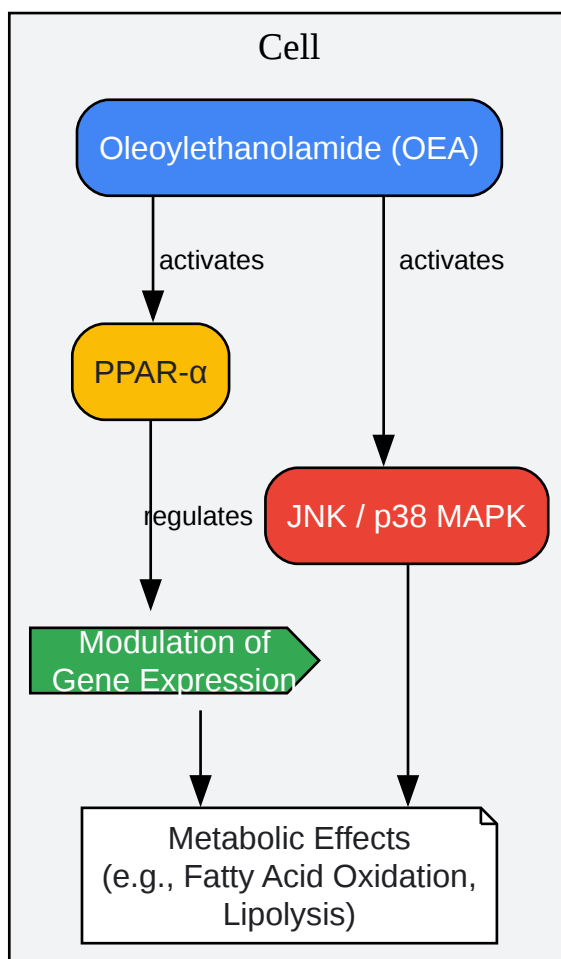 Cell
Oleoylethanolamide (OEA)
activates
activates
PPAR-α
regulates
JNK / p38 MAPK
Modulation of
Gene Expression
Metabolic Effects
(e.g., Fatty Acid Oxidation,
Lipolysis)